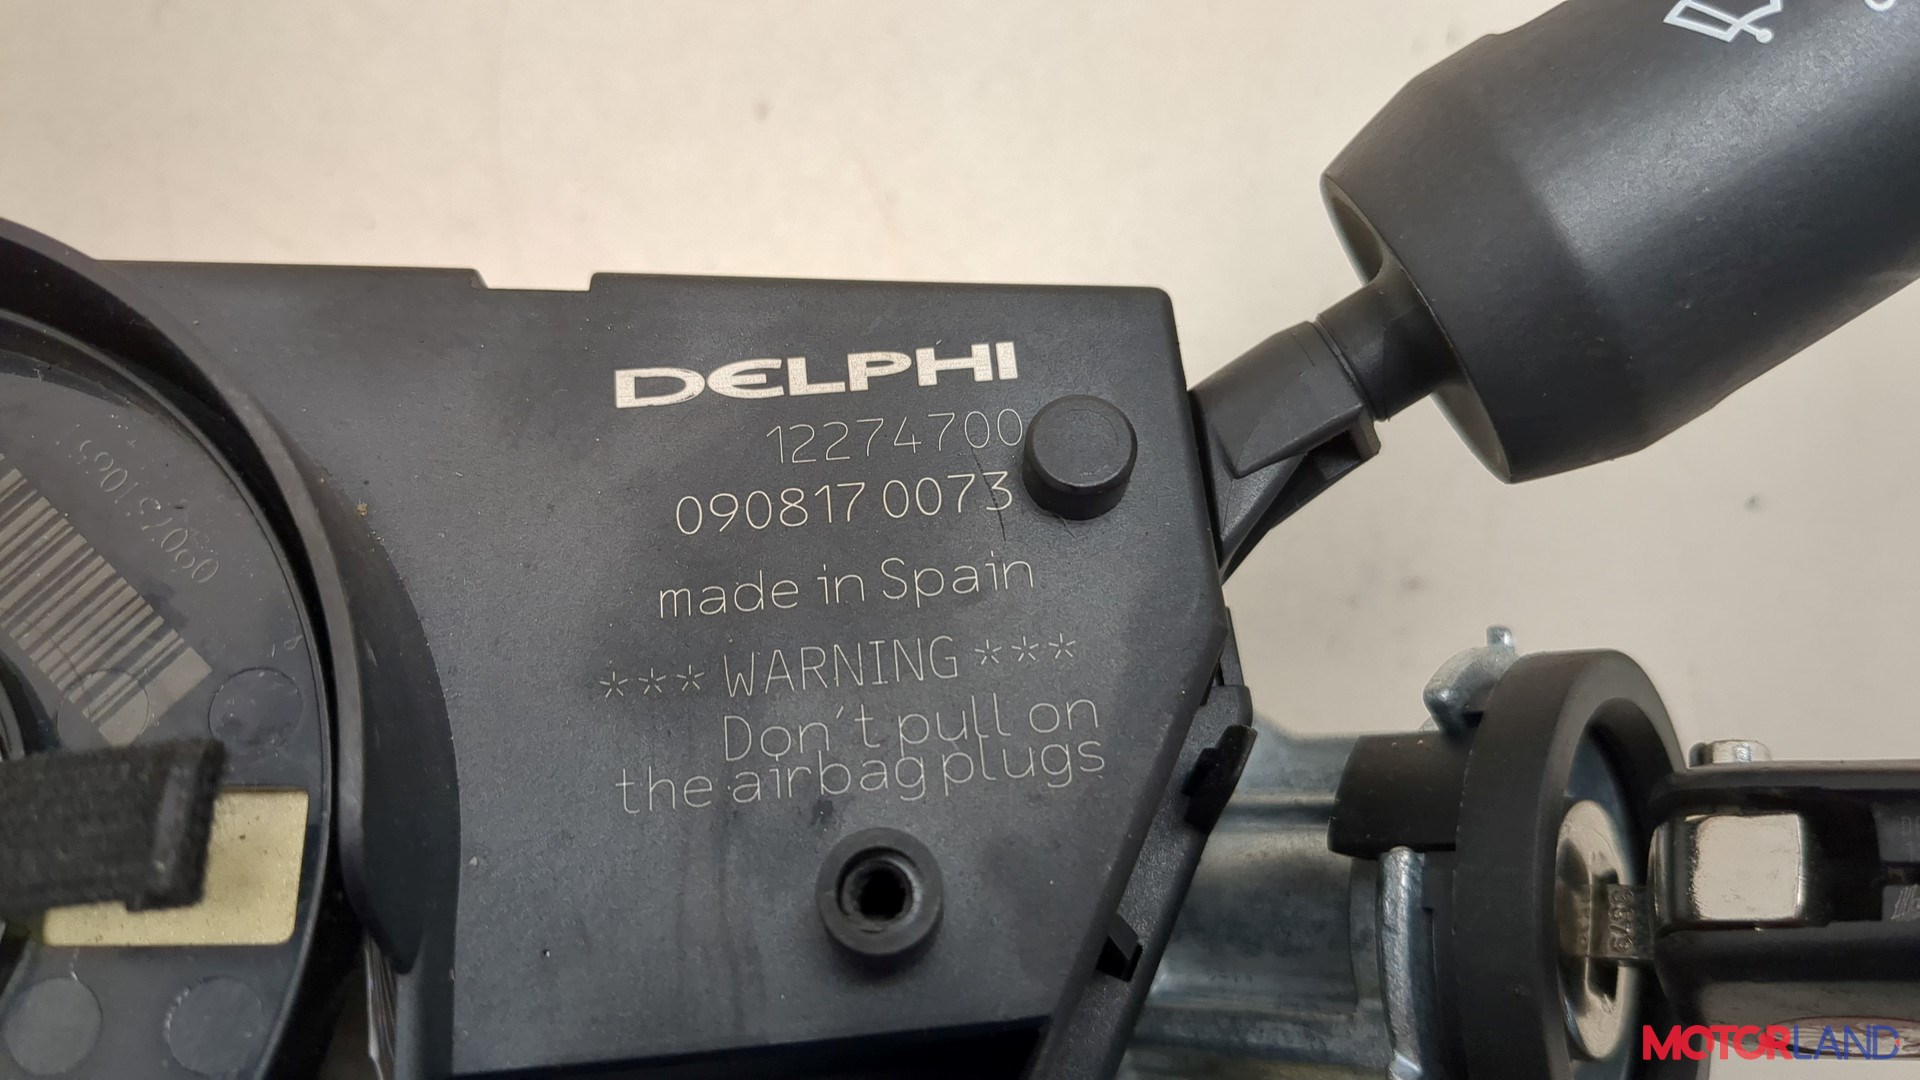 DELPHI
12274700
090817 0073
made in Spain
*** WARNING ***
Don't pull on
the airbag plugs
MOTORLAND